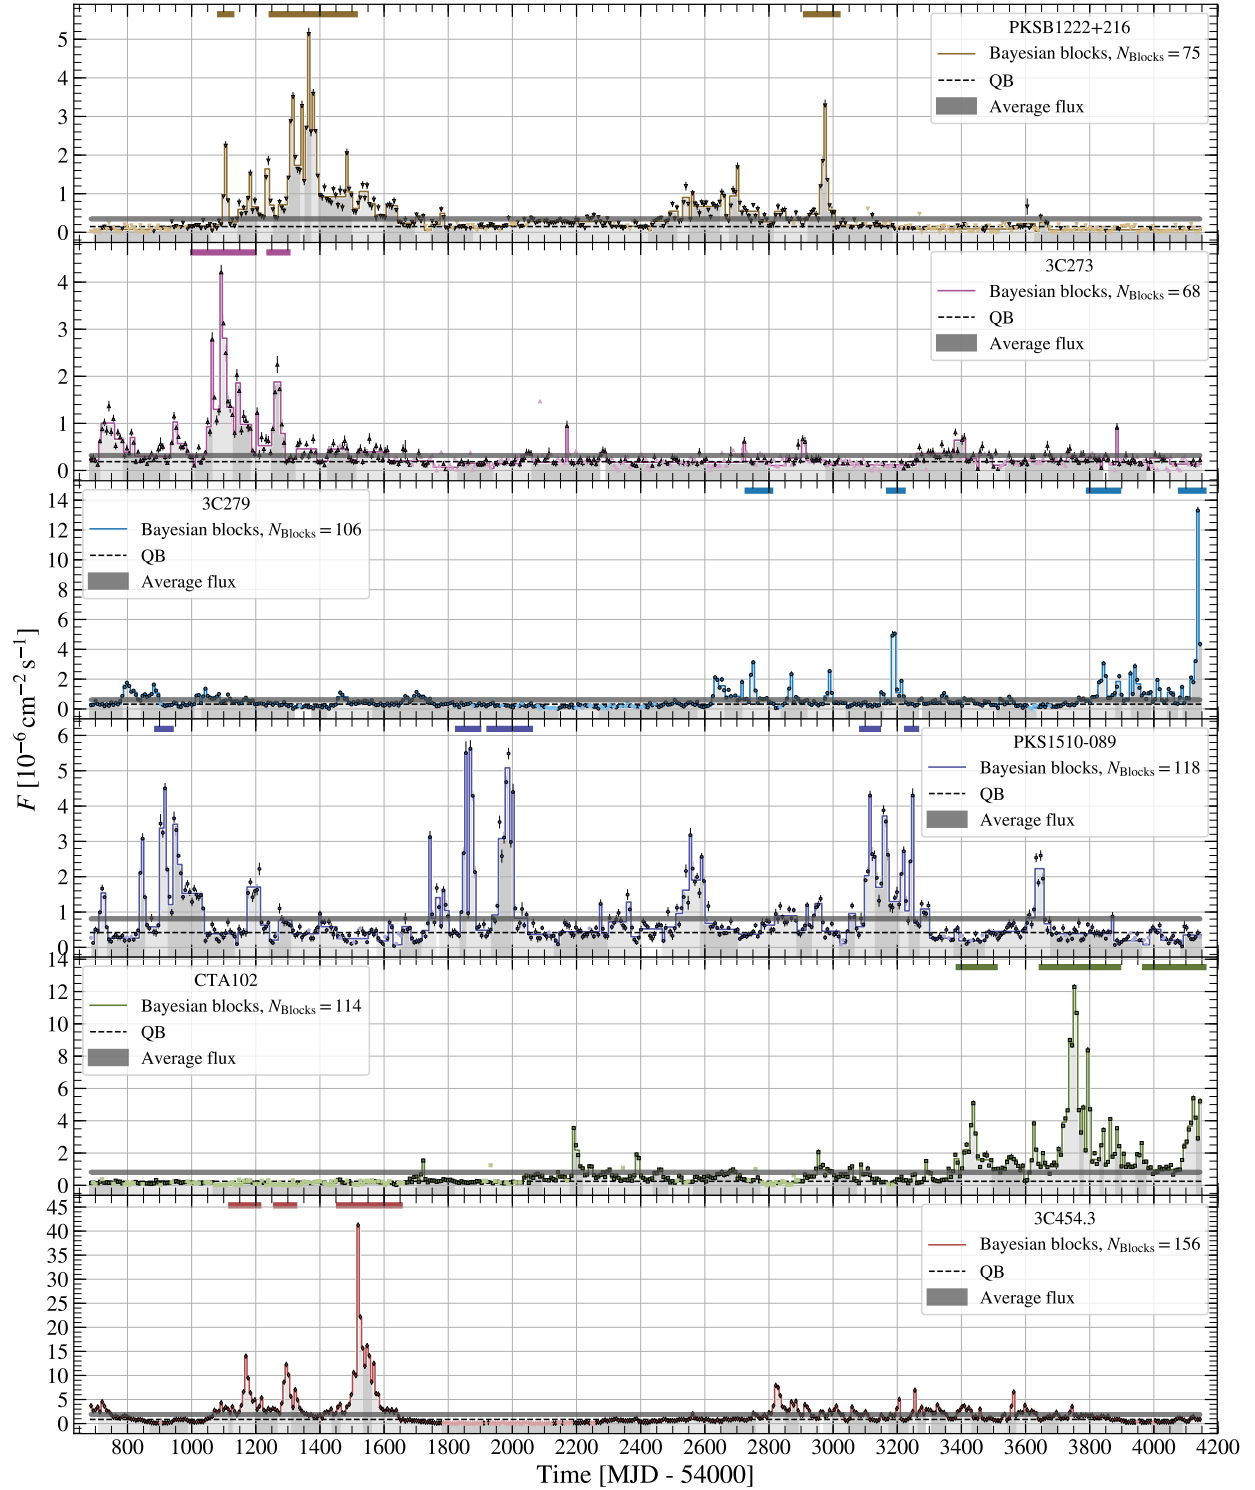 PKSB1222+216
Bayesian blocks, N_Blocks = 75
QB
Average flux
5
4
3
2
1
0
3C273
Bayesian blocks, N_Blocks = 68
QB
Average flux
4
3
2
1
0
3C279
Bayesian blocks, N_Blocks = 106
QB
Average flux
14
12
10
8
6
4
2
0
F [10⁻⁶ cm⁻² s⁻¹]
PKS1510-089
Bayesian blocks, N_Blocks = 118
QB
Average flux
6
5
4
3
2
1
0
CTA102
Bayesian blocks, N_Blocks = 114
QB
Average flux
14
12
10
8
6
4
2
0
3C454.3
Bayesian blocks, N_Blocks = 156
QB
Average flux
45
40
35
30
25
20
15
10
5
0
800 1000 1200 1400 1600 1800 2000 2200 2400 2600 2800 3000 3200 3400 3600 3800 4000 4200
Time [MJD - 54000]